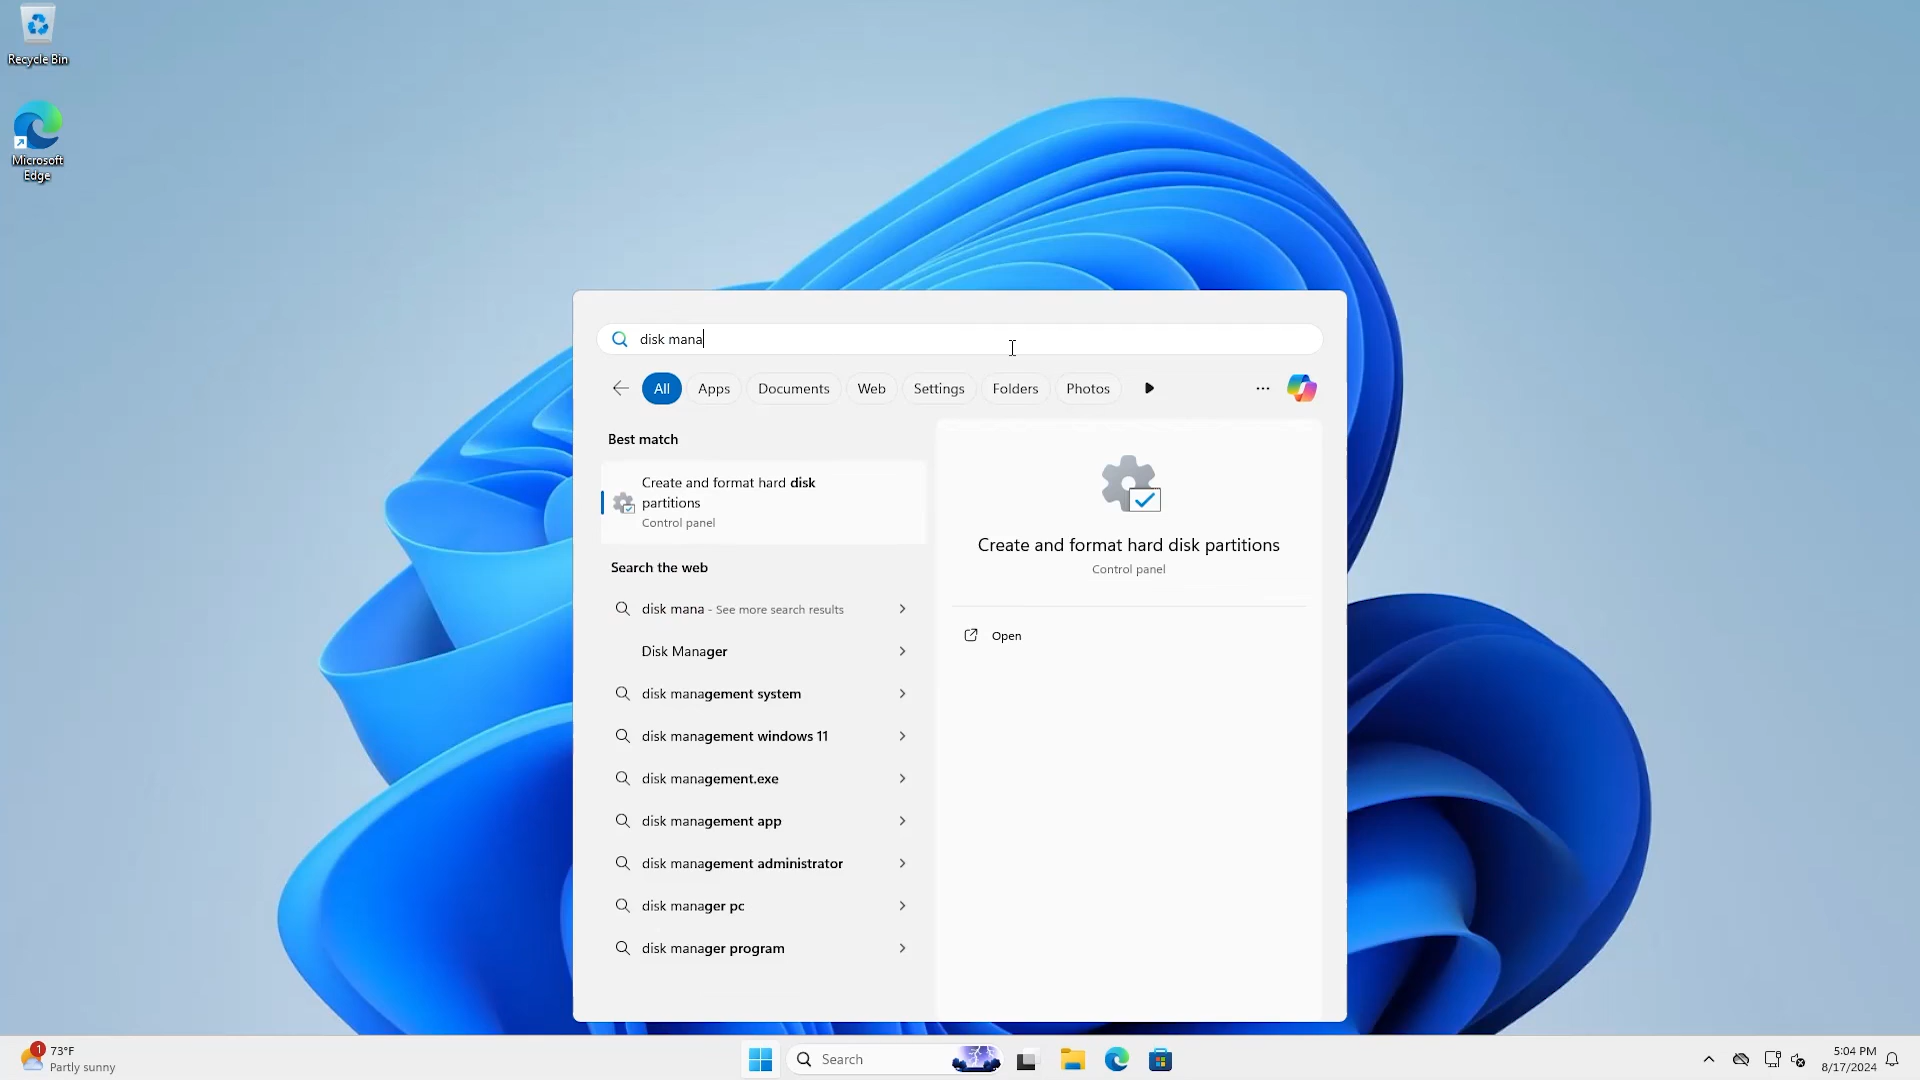 Recycle Bin
Microsoft
Edge
disk mana
All
Apps
Documents
Web
Settings
Folders
Photos
Best match
Create and format hard disk
partitions
Control panel
Search the web
disk mana - See more search results
Disk Manager
disk management system
disk management windows 11
disk management.exe
disk management app
disk management administrator
disk manager pc
disk manager program
Create and format hard disk partitions
Control panel
Open
1
73°F
Partly sunny
Search
5:04 PM
8/17/2024